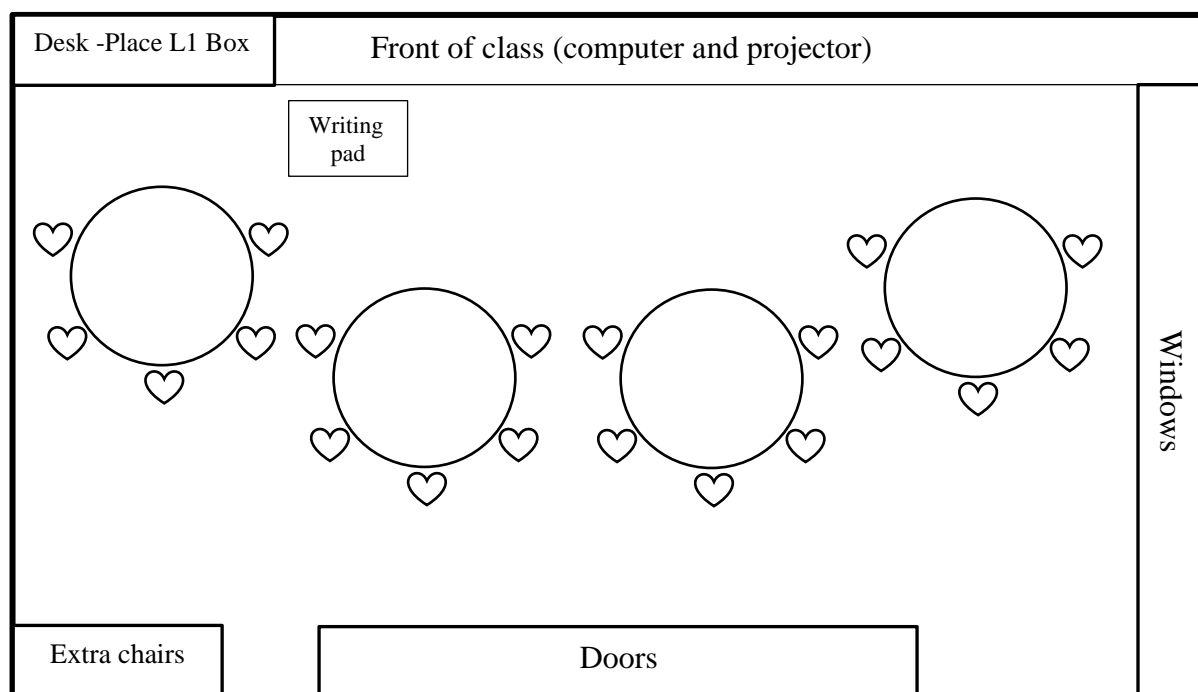 Desk -Place L1 Box
Front of class (computer and projector)
Writing
pad
Windows
Extra chairs
Doors